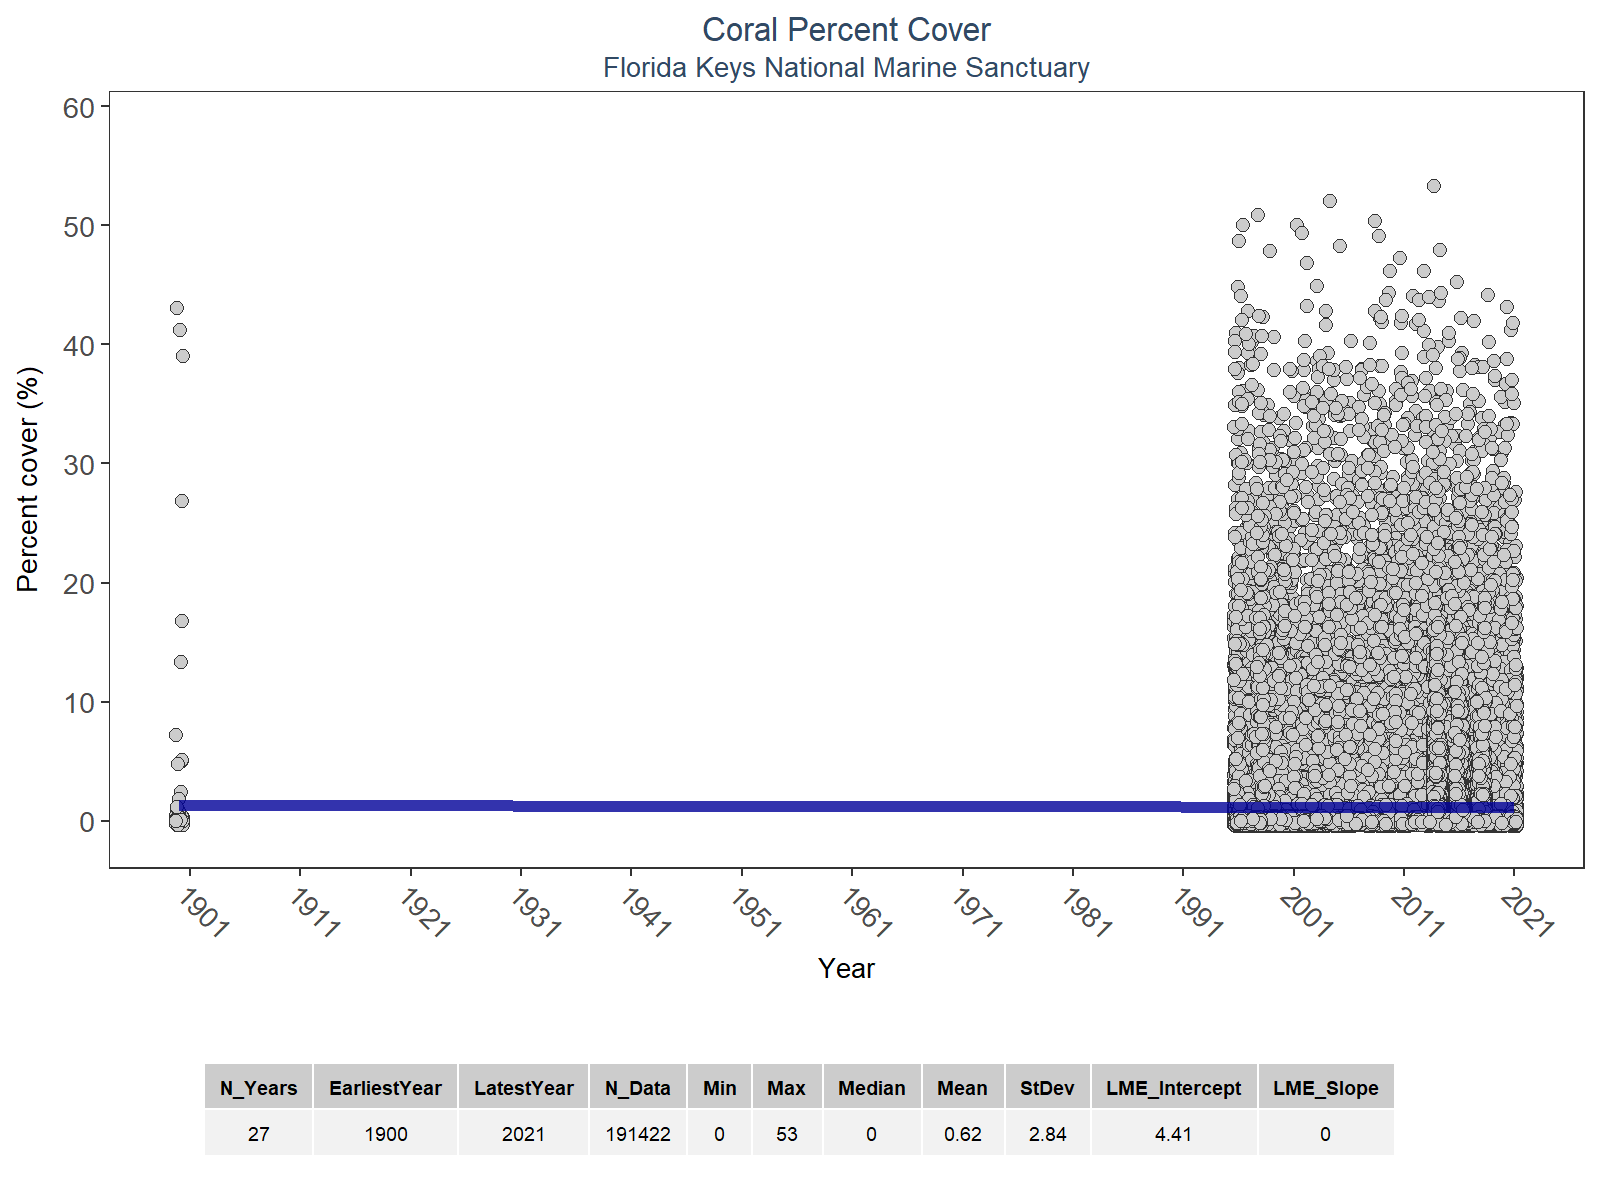 Coral Percent Cover
Florida Keys National Marine Sanctuary
60
50
40
30
20
10
0
Percent cover (%)
1901 1911 1921 1931 1941 1951 1961 1971 1981 1991 2001 2011 2021
Year
N_Years EarliestYear LatestYear N_Data Min Max Median Mean StDev LME_Intercept LME_Slope
27 1900 2021 191422 0 53 0 0.62 2.84 4.41 0